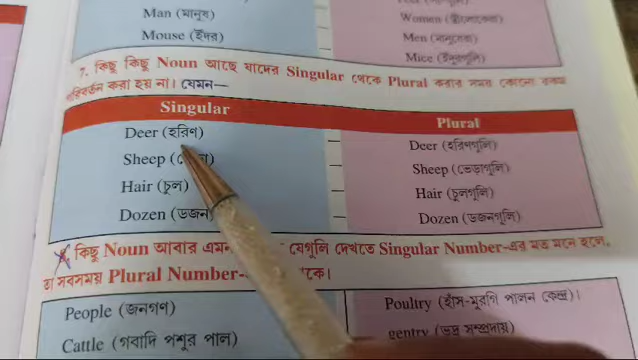 Man (মানুষ)
Women (স্ত্রীলোকেরা)
Mouse (ইঁদুর)
Men (মানুষেরা)
Mice (ইঁদুরগুলি)
7. কিছু কিছু Noun আছে যাদের Singular থেকে Plural করার সময় কোনো রকম
পরিবর্তন করা হয় না। যেমন—
Singular
Plural
Deer (হরিণ) — Deer (হরিণগুলি)
Sheep — Sheep (ভেড়াগুলি)
Hair (চুল) — Hair (চুলগুলি)
Dozen (ডজন) — Dozen (ডজনগুলি)
কিছু Noun আবার যেগুলি দেখতে Singular Number-এর মত মনে হলে,
তা সবসময় Plural Number- থাকে।
People (জনগণ)
Poultry (হাঁস-মুরগি পালন কেন্দ্র)।
Cattle (গবাদি পশুর পাল)
gentry (ভদ্র সম্প্রদায়)